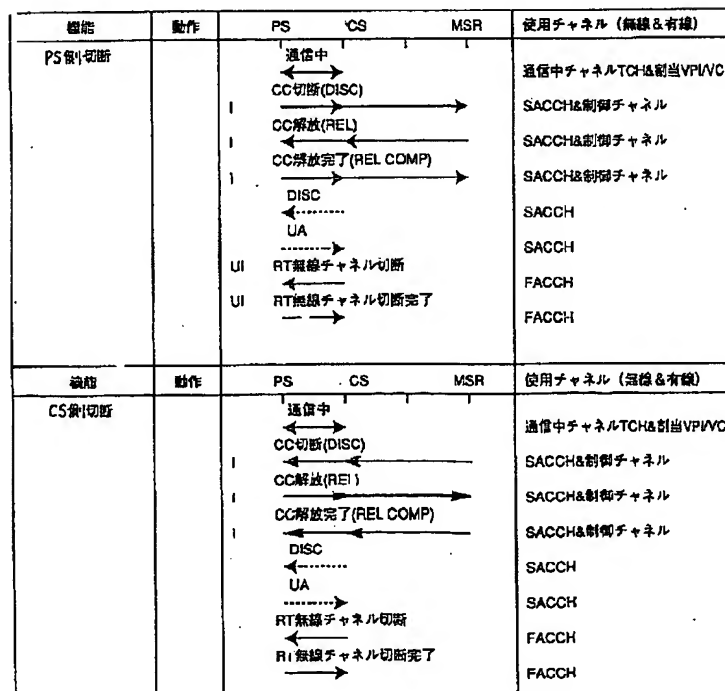 機能 動作 PS CS MSR 使用チャネル（無線&有線）
PS側切断 通信中 通信中チャネルTCH&割当VPI/VC
CC切断(DISC)
I SACCH&制御チャネル
CC解放(REL)
I SACCH&制御チャネル
CC解放完了(REL COMP)
I SACCH&制御チャネル
DISC
SACCH
UA
SACCH
UI RT無線チャネル切断
FACCH
UI RT無線チャネル切断完了
FACCH
機能 動作 PS CS MSR 使用チャネル（無線&有線）
CS側切断 通信中 通信中チャネルTCH&割当VPI/VC
CC切断(DISC)
I SACCH&制御チャネル
CC解放(REL)
I SACCH&制御チャネル
CC解放完了(REL COMP)
I SACCH&制御チャネル
DISC
SACCH
UA
SACCH
RT無線チャネル切断
FACCH
RT無線チャネル切断完了
FACCH